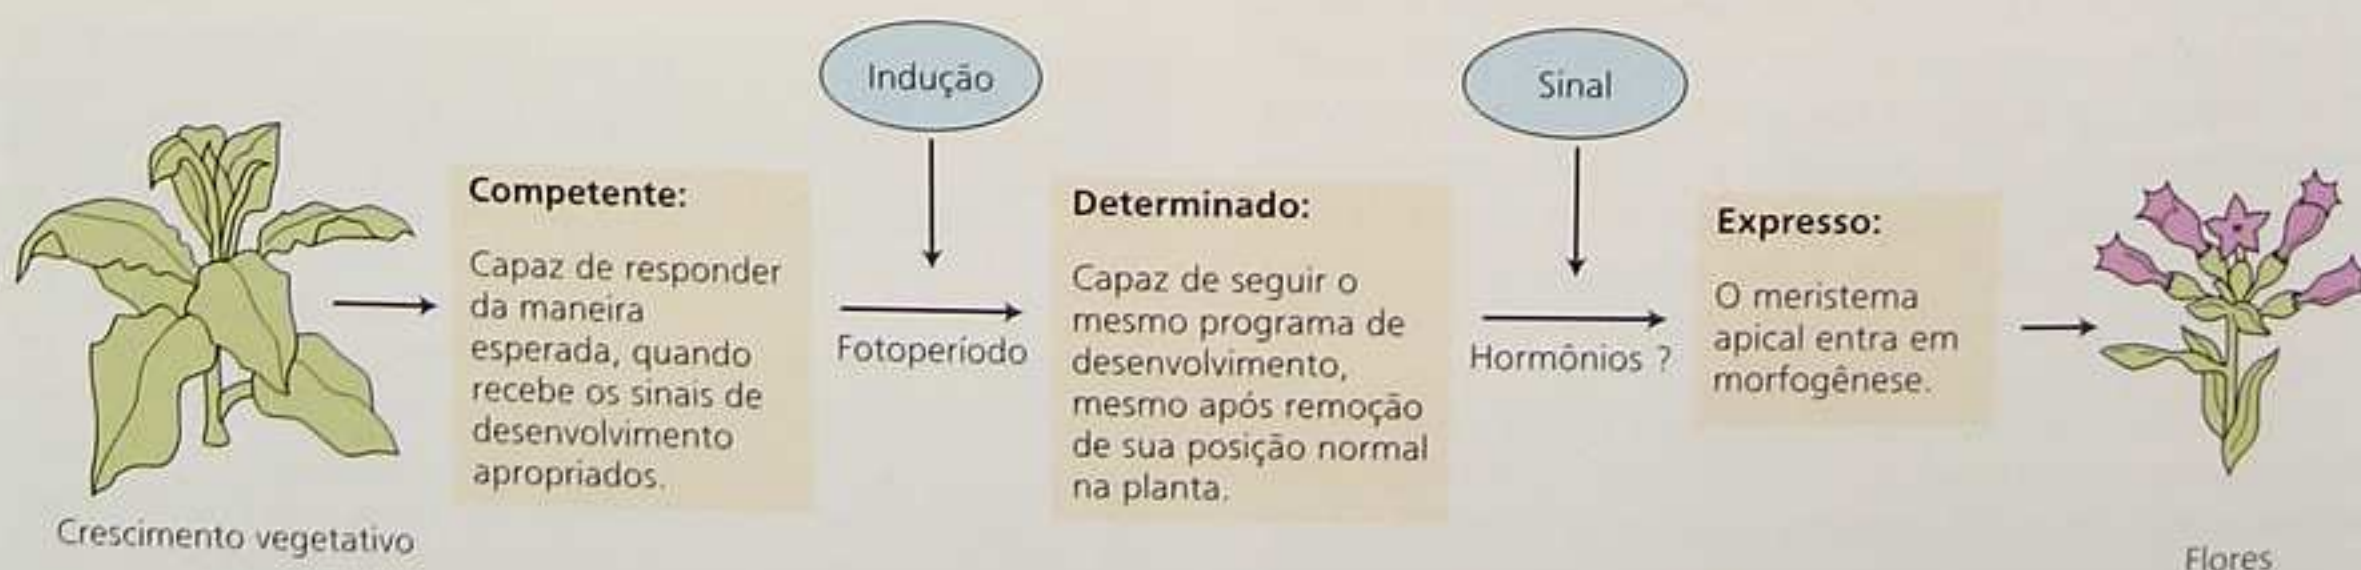 Indução
Sinal
Competente:
Capaz de responder
da maneira
esperada, quando
recebe os sinais de
desenvolvimento
apropriados.
Fotoperíodo
Determinado:
Capaz de seguir o
mesmo programa de
desenvolvimento,
mesmo após remoção
de sua posição normal
na planta.
Hormônios ?
Expresso:
O meristema
apical entra em
morfogênese.
Crescimento vegetativo
Flores